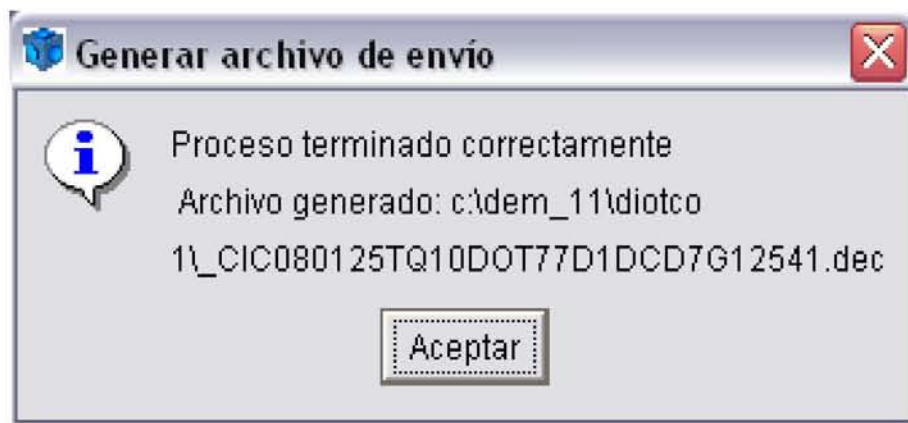 Generar archivo de envío
Proceso terminado correctamente
Archivo generado: c:\dem_11\diotco
1\_CIC080125TQ10DOT77D1DCD7G12541.dec
Aceptar